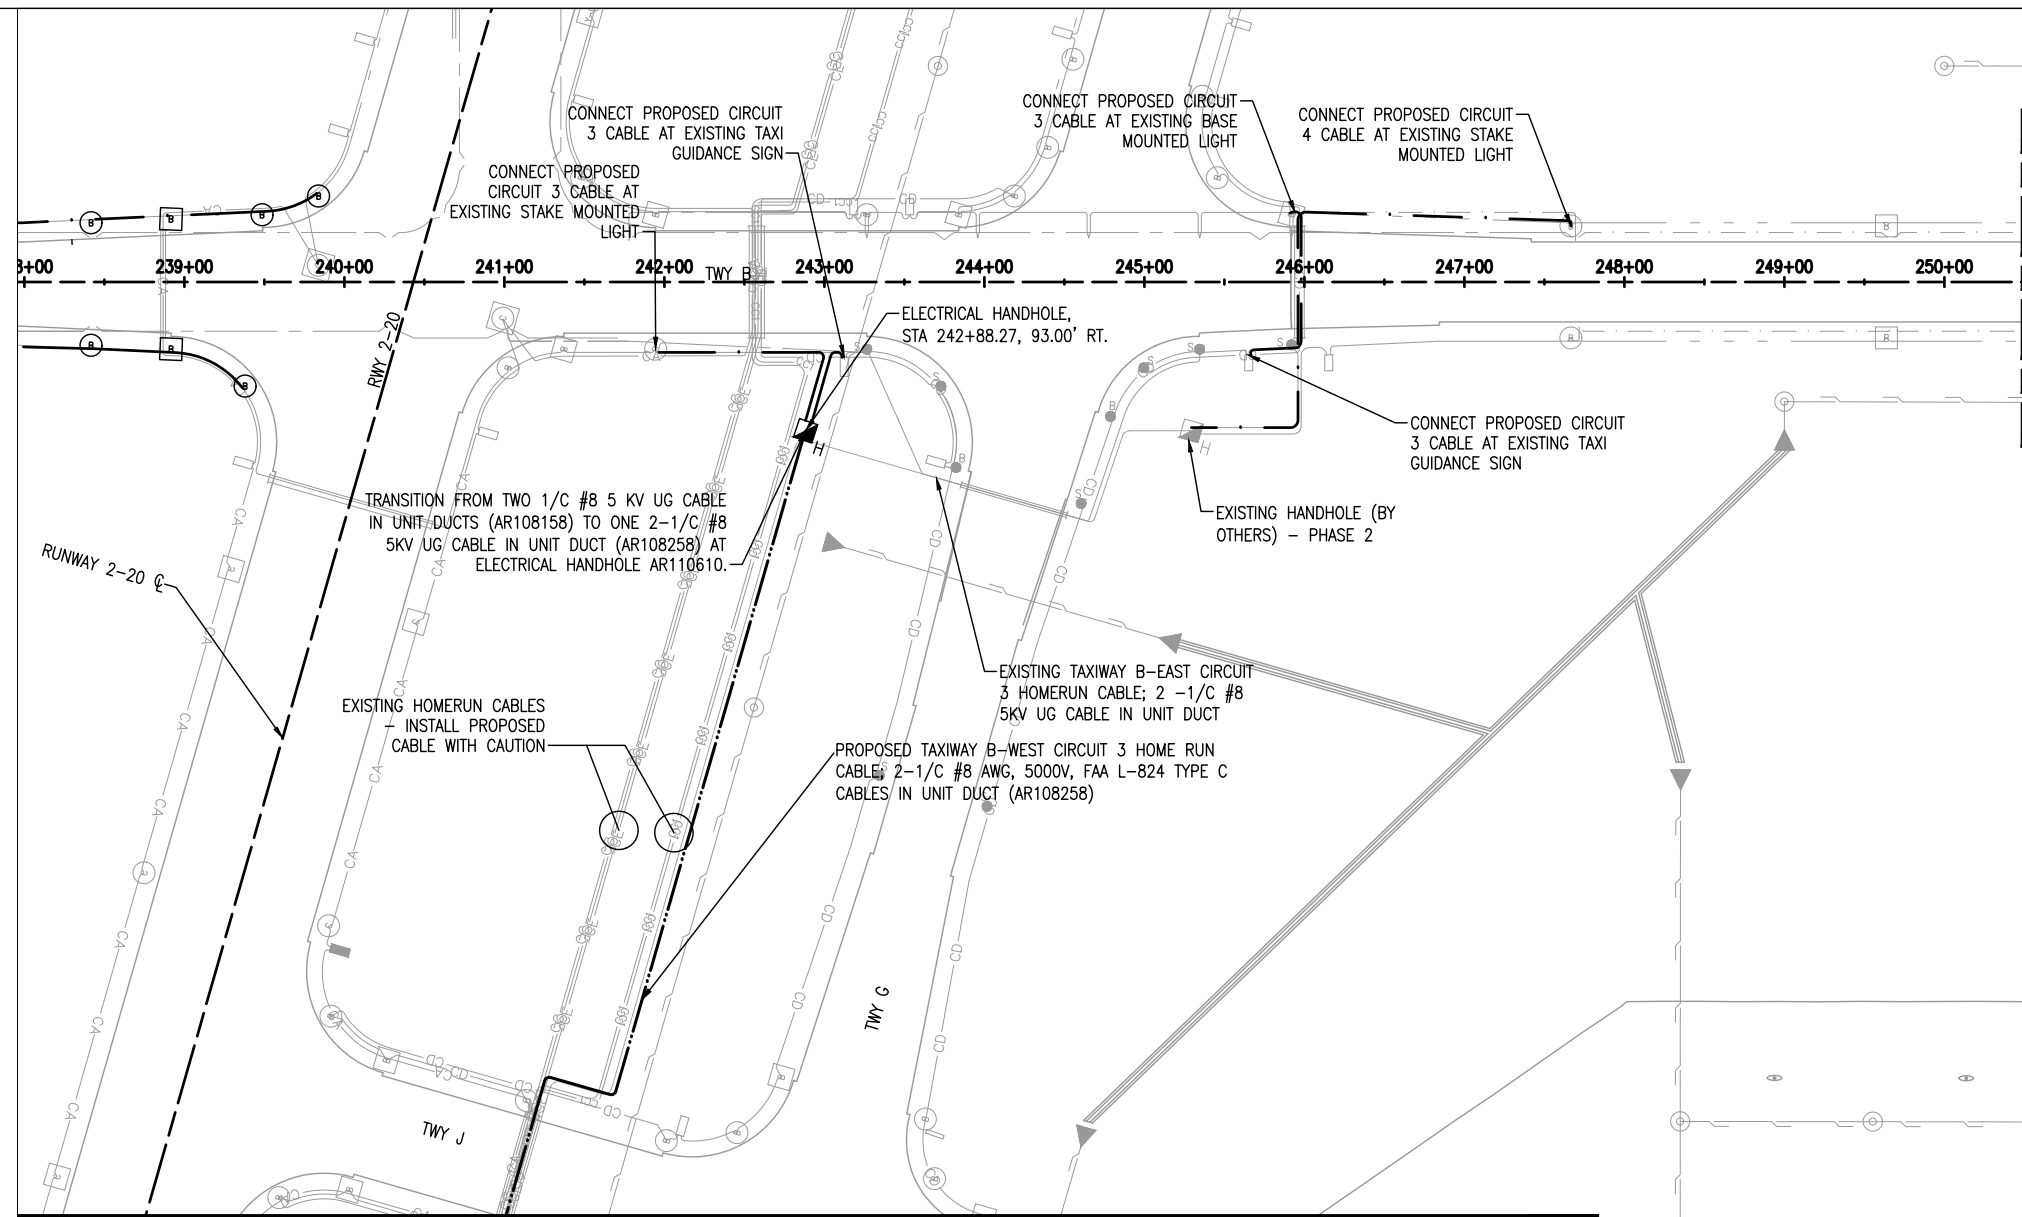 CONNECT PROPOSED CIRCUIT
3 CABLE AT EXISTING TAXI
GUIDANCE SIGN
CONNECT PROPOSED CIRCUIT
3 CABLE AT EXISTING BASE
MOUNTED LIGHT
CONNECT PROPOSED CIRCUIT
4 CABLE AT EXISTING STAKE
MOUNTED LIGHT
CONNECT PROPOSED
CIRCUIT 3 CABLE AT
EXISTING STAKE MOUNTED
LIGHT
239+00
240+00
241+00
242+00
TWY B
243+00
244+00
245+00
246+00
247+00
248+00
249+00
250+00
RWY 2-20
ELECTRICAL HANDHOLE,
STA 242+88.27, 93.00' RT.
CONNECT PROPOSED CIRCUIT
3 CABLE AT EXISTING TAXI
GUIDANCE SIGN
H
H
TRANSITION FROM TWO 1/C #8 5 KV UG CABLE
IN UNIT DUCTS (AR108158) TO ONE 2-1/C #8
5KV UG CABLE IN UNIT DUCT (AR108258) AT
ELECTRICAL HANDHOLE AR110610.
EXISTING HANDHOLE (BY
OTHERS) - PHASE 2
RUNWAY 2-20 ℄
EXISTING TAXIWAY B-EAST CIRCUIT
3 HOMERUN CABLE; 2 -1/C #8
5KV UG CABLE IN UNIT DUCT
EXISTING HOMERUN CABLES
- INSTALL PROPOSED
CABLE WITH CAUTION
PROPOSED TAXIWAY B-WEST CIRCUIT 3 HOME RUN
CABLE; 2-1/C #8 AWG, 5000V, FAA L-824 TYPE C
CABLES IN UNIT DUCT (AR108258)
TWY G
TWY J